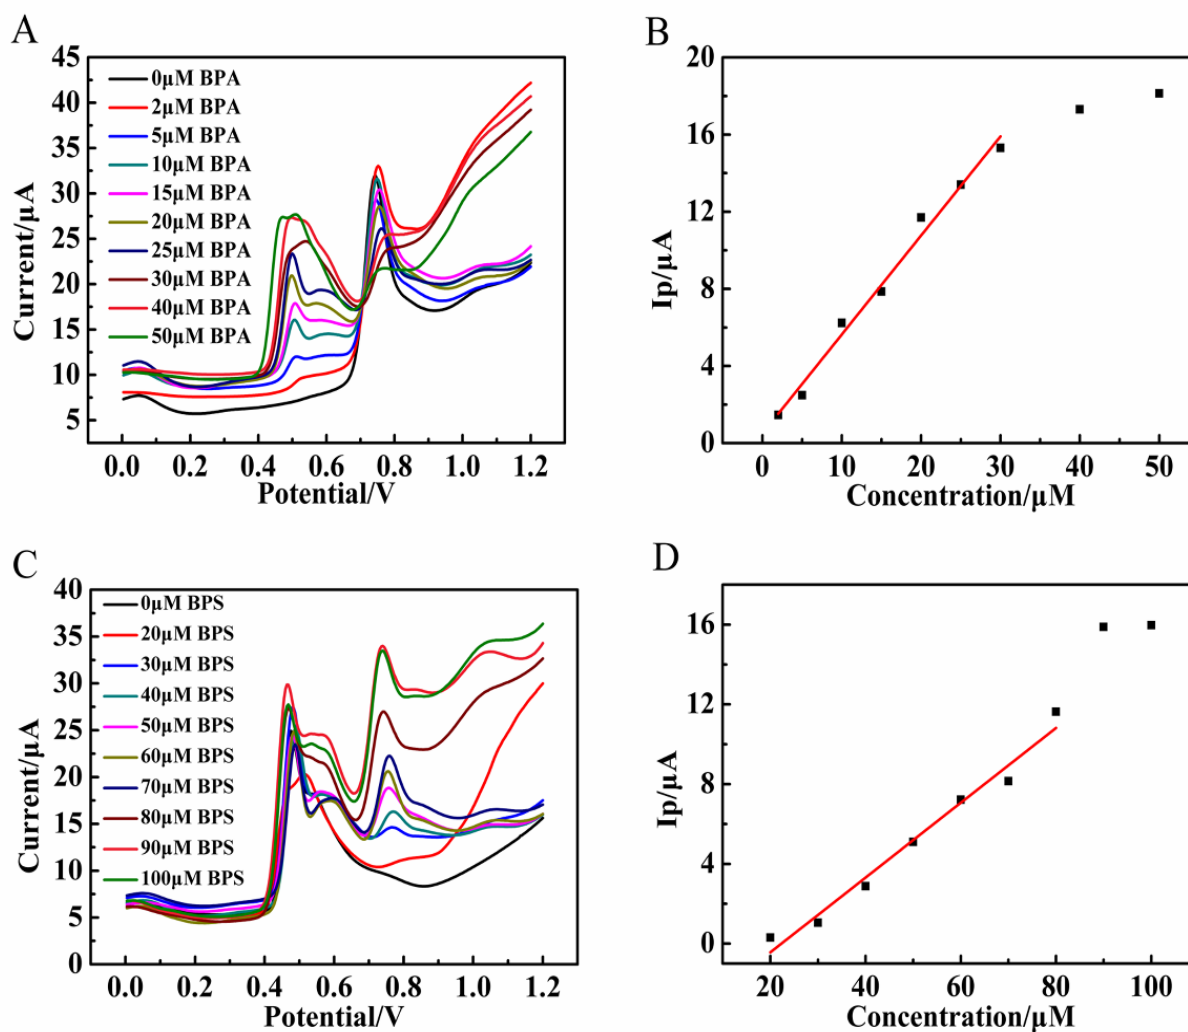 A
Current/µA
45
40
35
30
25
20
15
10
5
0µM BPA
2µM BPA
5µM BPA
10µM BPA
15µM BPA
20µM BPA
25µM BPA
30µM BPA
40µM BPA
50µM BPA
0.0 0.2 0.4 0.6 0.8 1.0 1.2
Potential/V
B
Ip/µA
20
16
12
8
4
0
0 10 20 30 40 50
Concentration/µM
C
Current/µA
40
35
30
25
20
15
10
5
0
0µM BPS
20µM BPS
30µM BPS
40µM BPS
50µM BPS
60µM BPS
70µM BPS
80µM BPS
90µM BPS
100µM BPS
0.0 0.2 0.4 0.6 0.8 1.0 1.2
Potential/V
D
Ip/µA
16
12
8
4
0
20 40 60 80 100
Concentration/µM